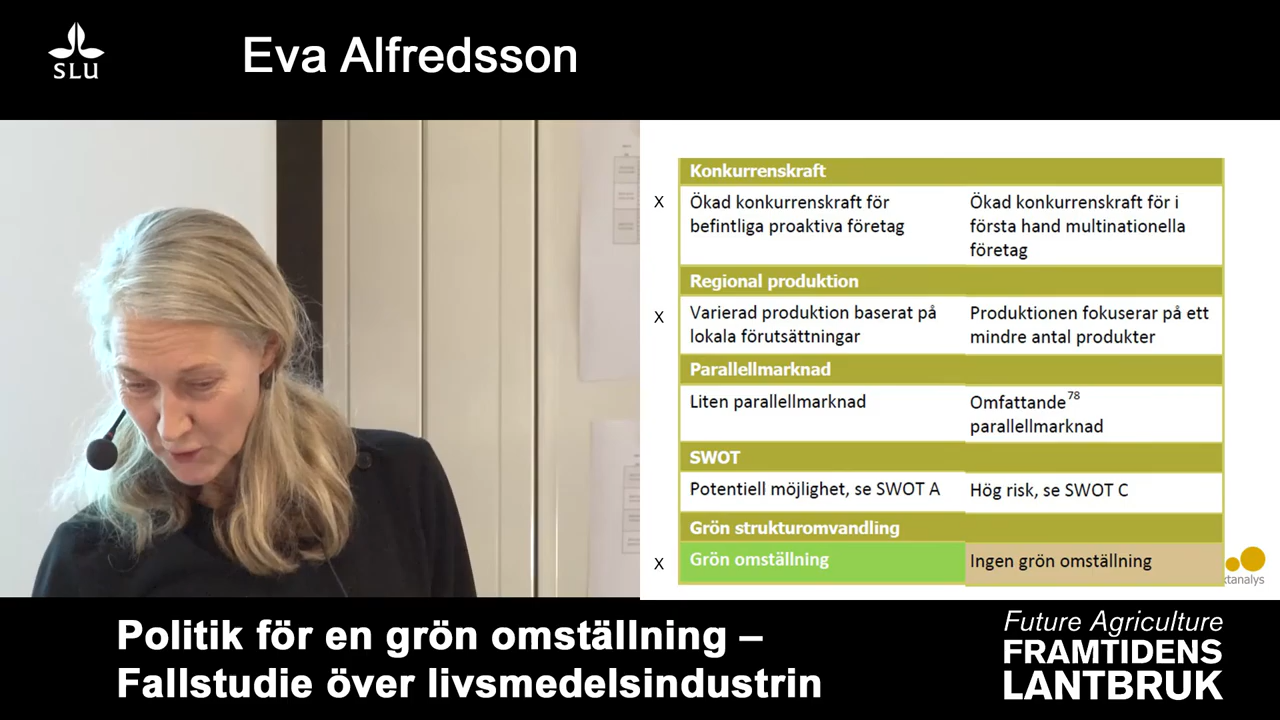 SLU
Eva Alfredsson
Konkurrenskraft
X
Ökad konkurrenskraft för
befintliga proaktiva företag
Ökad konkurrenskraft för i
första hand multinationella
företag
Regional produktion
X
Varierad produktion baserat på
lokala förutsättningar
Produktionen fokuserar på ett
mindre antal produkter
Parallellmarknad
Liten parallellmarknad
Omfattande78
parallellmarknad
SWOT
Potentiell möjlighet, se SWOT A
Hög risk, se SWOT C
Grön strukturomvandling
X
Grön omställning
Ingen grön omställning
Politik för en grön omställning –
Fallstudie över livsmedelsindustrin
Future Agriculture
FRAMTIDENS
LANTBRUK